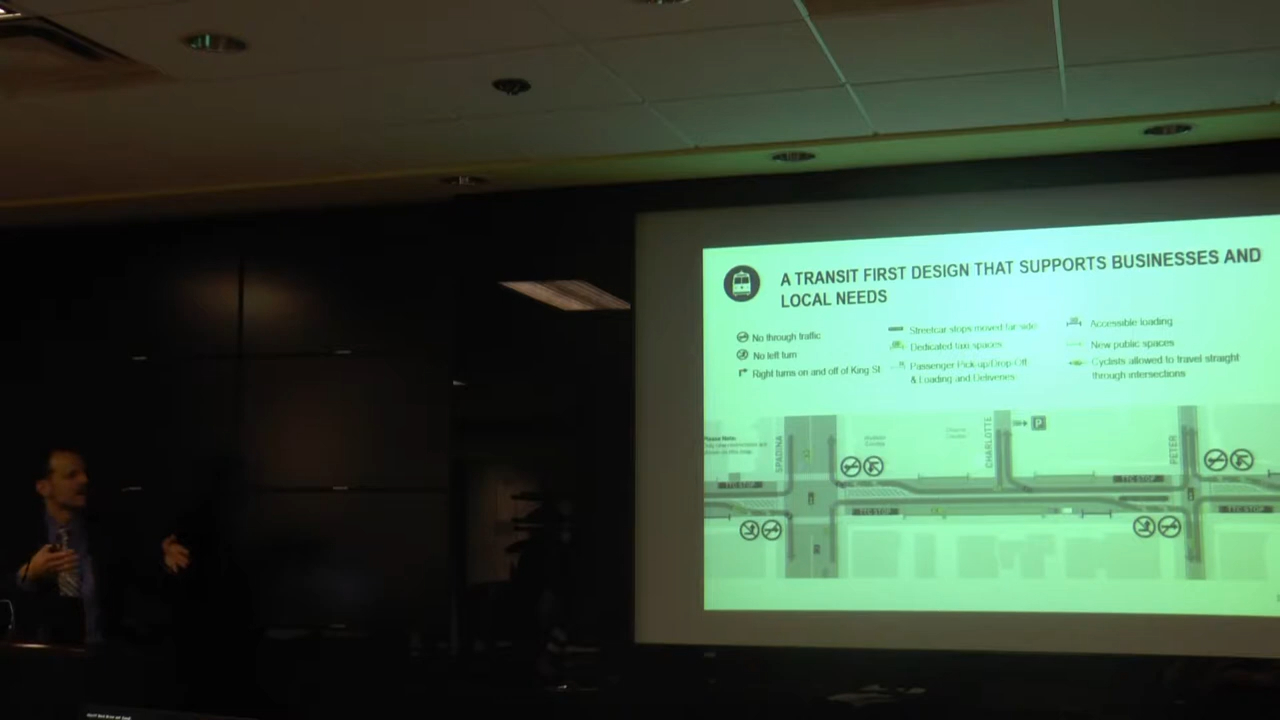 A TRANSIT FIRST DESIGN THAT SUPPORTS BUSINESSES AND
LOCAL NEEDS
No through traffic
No left turn
Right turns on and off of King St
Streetcar stops moved far side
Dedicated taxi spaces
Passenger Pick up/Drop Off
& Loading and Deliveries
Accessible loading
New public spaces
Cyclists allowed to travel straight
through intersections
Please Note:
SPADINA
CHARLOTTE
P
PETER
TTC STOP
TTC STOP
TTC STOP
TTC STOP